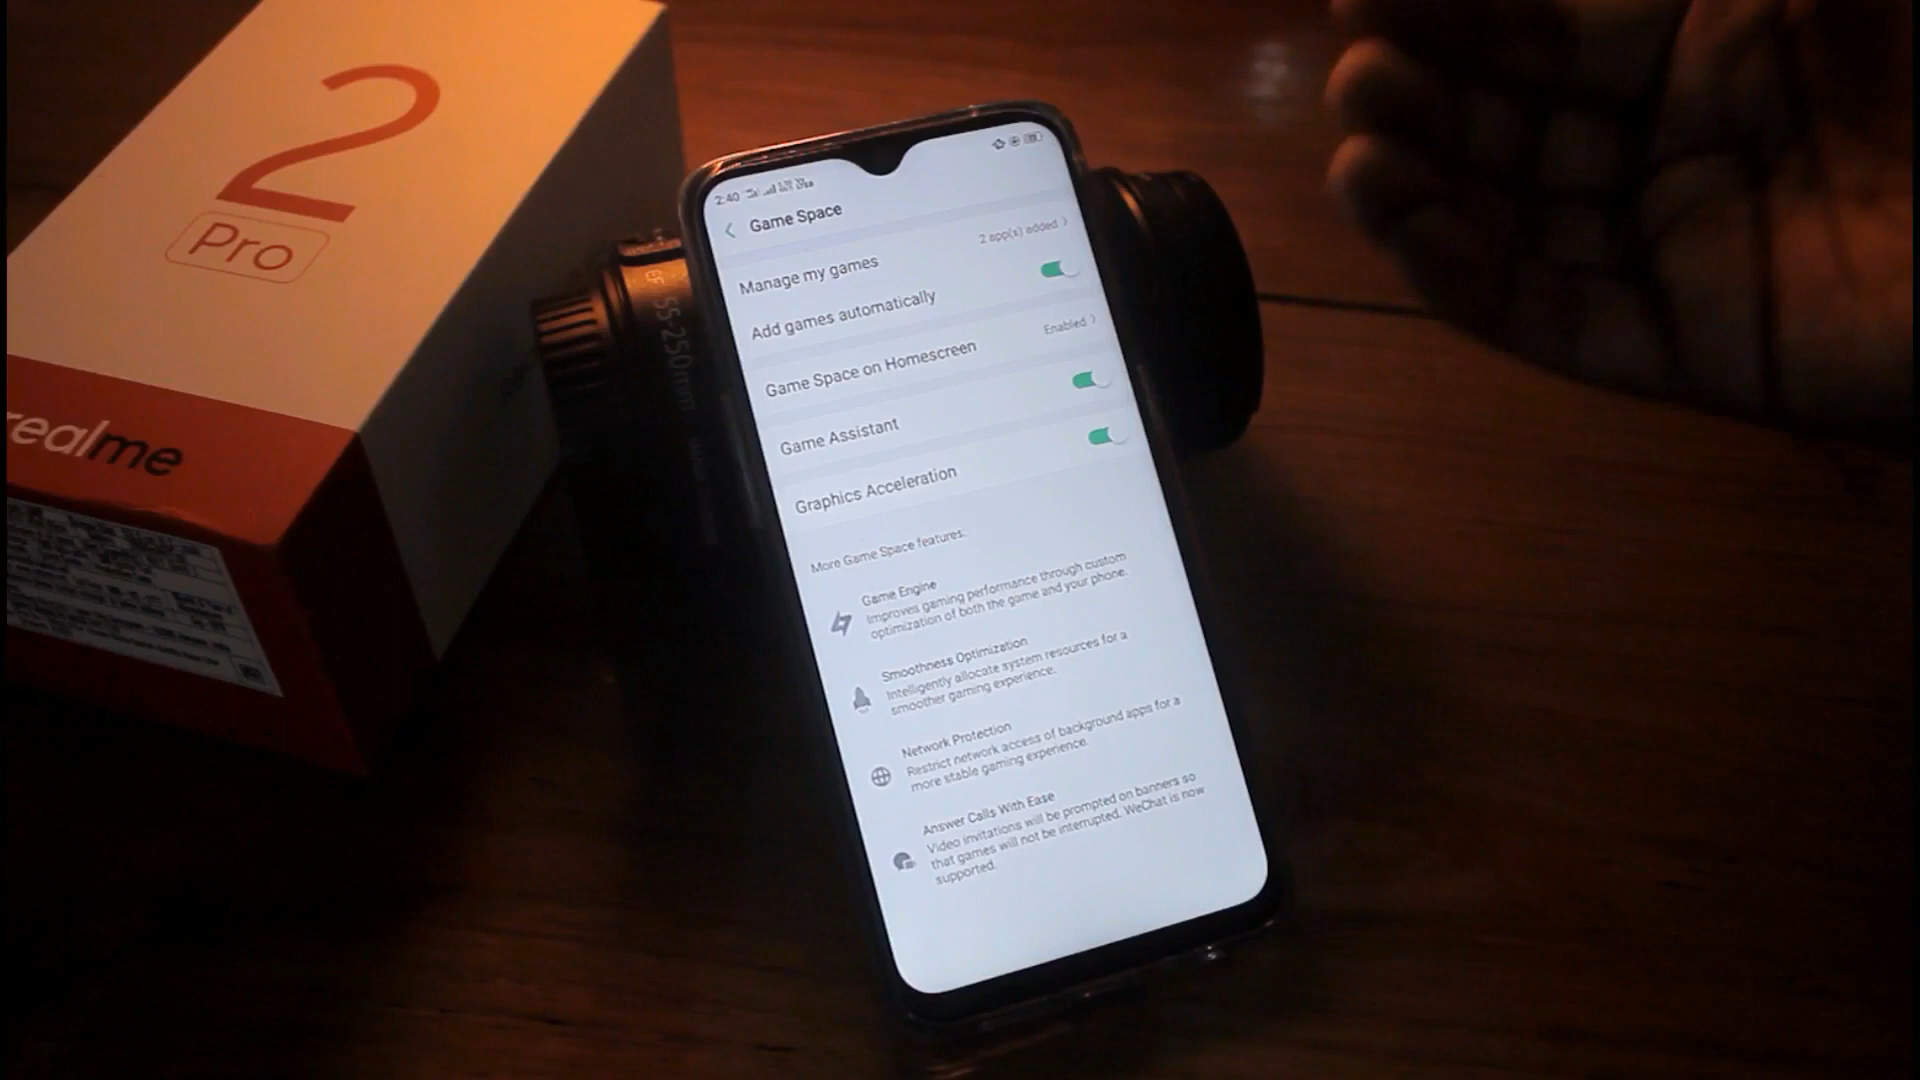 2
Pro
realme
EF 55-250mm
2:40
Game Space
Manage my games
2 app(s) added
Add games automatically
Game Space on Homescreen
Enabled
Game Assistant
Graphics Acceleration
More Game Space features:
Game Engine
Improves gaming performance through custom
optimization of both the game and your phone.
Smoothness Optimization
Intelligently allocate system resources for a
smoother gaming experience.
Network Protection
Restrict network access of background apps for a
more stable gaming experience.
Answer Calls With Ease
Video invitations will be prompted on banners so
that games will not be interrupted. WeChat is now
supported.